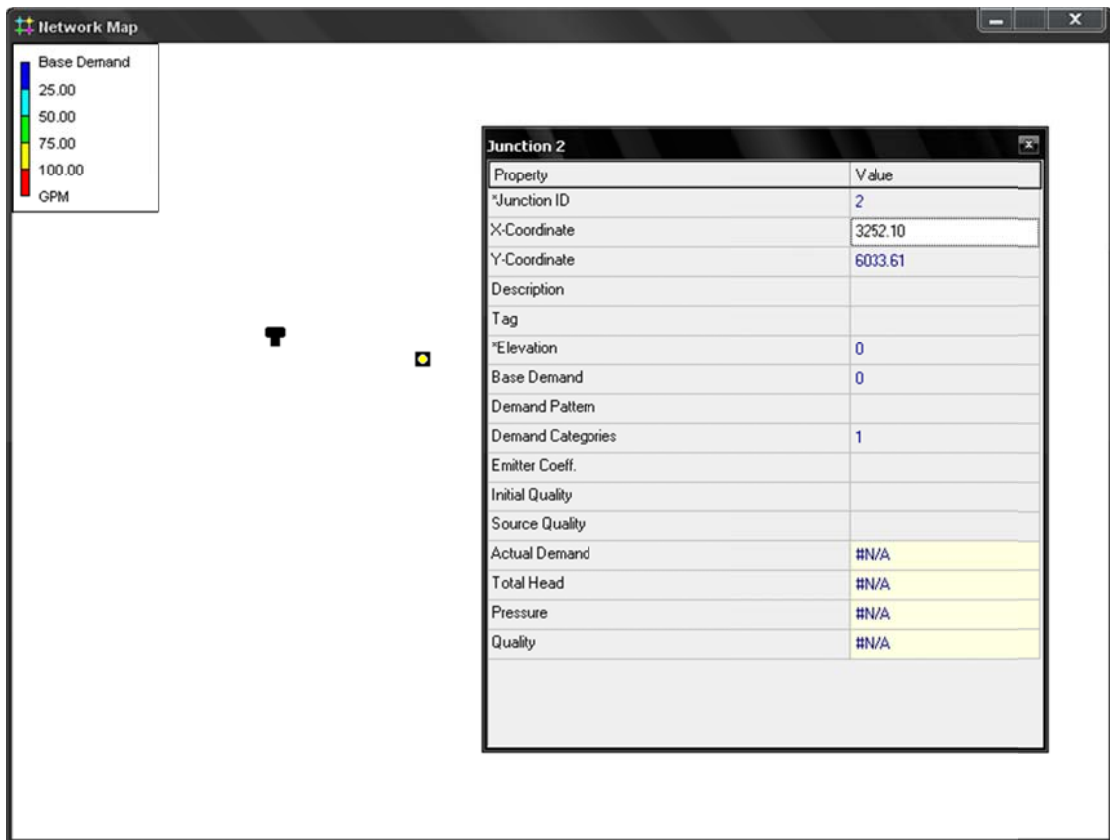 Network Map
Base Demand
25.00
50.00
75.00
100.00
GPM
Junction 2
Property Value
*Junction ID 2
X-Coordinate 3252.10
Y-Coordinate 6033.61
Description
Tag
*Elevation 0
Base Demand 0
Demand Pattern
Demand Categories 1
Emitter Coeff.
Initial Quality
Source Quality
Actual Demand #N/A
Total Head #N/A
Pressure #N/A
Quality #N/A